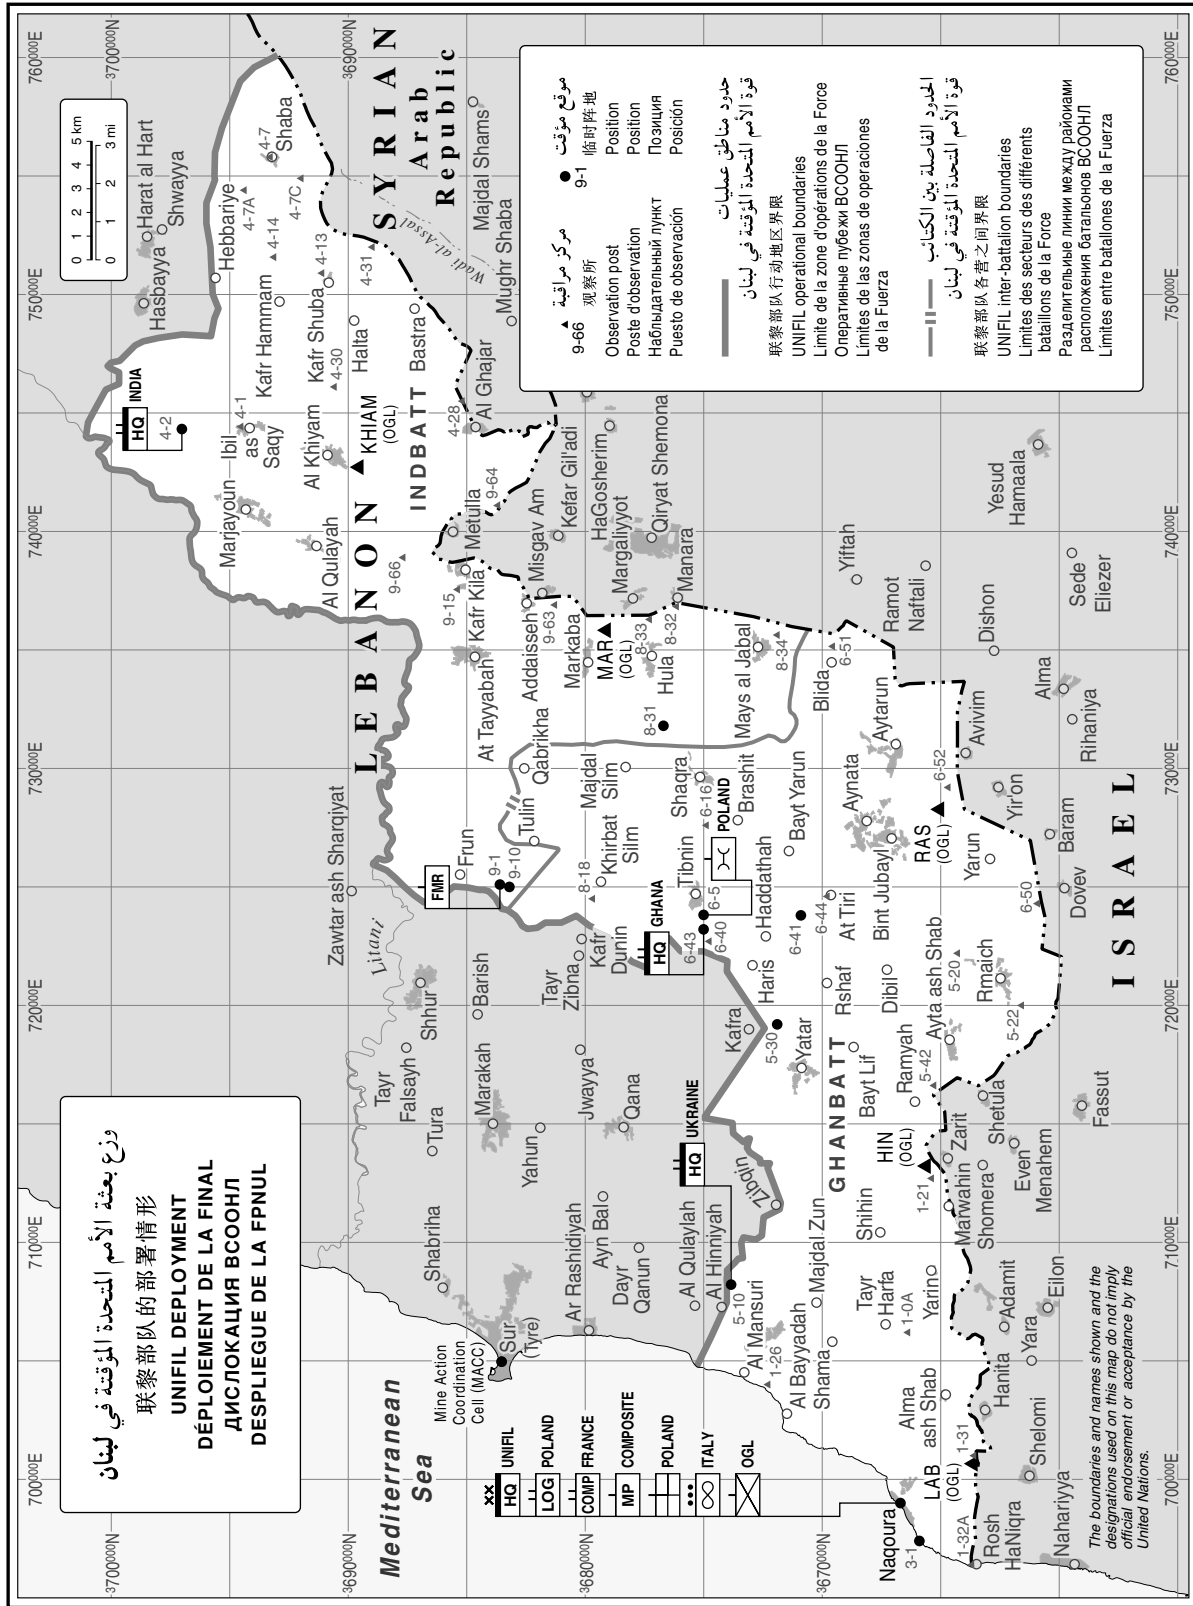 وزع بعثة الأمم المتحدة المؤقتة في لبنان
联黎部队的部署情形
UNIFIL DEPLOYMENT
DÉPLOIEMENT DE LA FINAL
ДИСЛОКАЦИЯ ВСООНЛ
DESPLIEGUE DE LA FPNUL
0 1 2 3 4 5 km
0 1 2 3 mi
700000E
710000E
720000E
730000E
740000E
750000E
760000E
3700000N
3690000N
3680000N
3670000N
LEBANON
SYRIAN
Arab
Republic
ISRAEL
Mediterranean
Sea
INDBATT
GHANBATT
Litani
Wadi al-Assal
Harat al Hart
Shwayya
Hasbayya
Hebbariye
4-7
Shaba
4-7A
4-7C
4-14
4-13
Kafr Hammam
Kafr Shuba
4-31
4-30
Halta
Bastra
Majdal Shams
Mughr Shaba
HQ
INDIA
4-2
4-1
Ibil
as
Saqy
Marjayoun
Al Khiyam
KHIAM
(OGL)
Al Qulayah
4-28
Al Ghajar
9-66
9-64
Metulla
9-15
Kafr Kila
Misgav Am
Kefar Gil'adi
HaGosherim
Margaliyyot
Qiryat Shemona
Manara
At Tayyabah
Addaisseh
9-63
Markaba
MAR
(OGL)
8-33
8-32
Hula
8-31
Mays al Jabal
8-34
Blida
6-51
Yiftah
Ramot
Naftali
Yesud
Hamaala
Sede
Eliezer
Dishon
Alma
Rihaniya
Zawtar ash Sharqiyat
Frun
FMR
9-1
9-10
Tulin
Qabrikha
Majdal
Silm
Khirbat
Silm
8-18
Shaqra
6-16
POLAND
Brashit
Tibnin
6-5
GHANA
HQ
6-43
6-40
Haddathah
Bayt Yarun
Aynata
Aytarun
Avivim
6-52
Yir'on
Bint Jubayl
RAS
(OGL)
Yarun
Baram
Dovev
6-50
6-41
6-44
At Tiri
Kafr
Dunin
Tayr
Zibna
Barish
Shhur
Haris
Kafra
5-30
Rshaf
Dibil
Ayta ash Shab
5-20
Rmaich
5-22
Yatar
Bayt Lif
Ramyah
5-42
Tayr
Falsayh
Tura
Marakah
Yahun
Jwayya
Qana
HQ
UKRAINE
Zibqin
HIN
(OGL)
Zarit
Shetula
1-21
Marwahin
Shomera
Even
Menahem
Fassut
Shabriha
Sur
(Tyre)
Mine Action
Coordination
Cell (MACC)
Ar Rashidiyah
Ayn Bal
Dayr
Qanun
Al Qulaylah
Al Hinniyah
5-10
Al Mansuri
1-26
Majdal Zun
Al Bayyadah
Shama
Shihin
Tayr
Harfa
1-0A
Yarin
Adamit
Eilon
Yara
Hanita
Alma
ash Shab
1-31
Shelomi
LAB
(OGL)
Naqoura
3-1
1-32A
Rosh
HaNiqra
Nahariyya
xx
HQ UNIFIL
LOG POLAND
COMP FRANCE
MP COMPOSITE
POLAND
ITALY
OGL
9-66
مركز مراقبة
观察所
Observation post
Poste d'observation
Наблыдательный пункт
Puesto de observación
9-1
موقع مؤقت
临时阵地
Position
Position
Позиция
Posición
حدود مناطق عمليات
قوة الأمم المتحدة المؤقتة في لبنان
联黎部队行动地区界限
UNIFIL operational boundaries
Limite de la zone d'opérations de la Force
Оперативные пубежи ВСООНЛ
Límites de las zonas de operaciones
de la Fuerza
الحدود الفاصلة بين الكتائب
قوة الأمم المتحدة المؤقتة في لبنان
联黎部队各营之间界限
UNIFIL inter-battalion boundaries
Limites des secteurs des différents
bataillons de la Force
Разделительные линии между районами
расположения батальонов ВСООНЛ
Límites entre batallones de la Fuerza
The boundaries and names shown and the
designations used on this map do not imply
official endorsement or acceptance by the
United Nations.